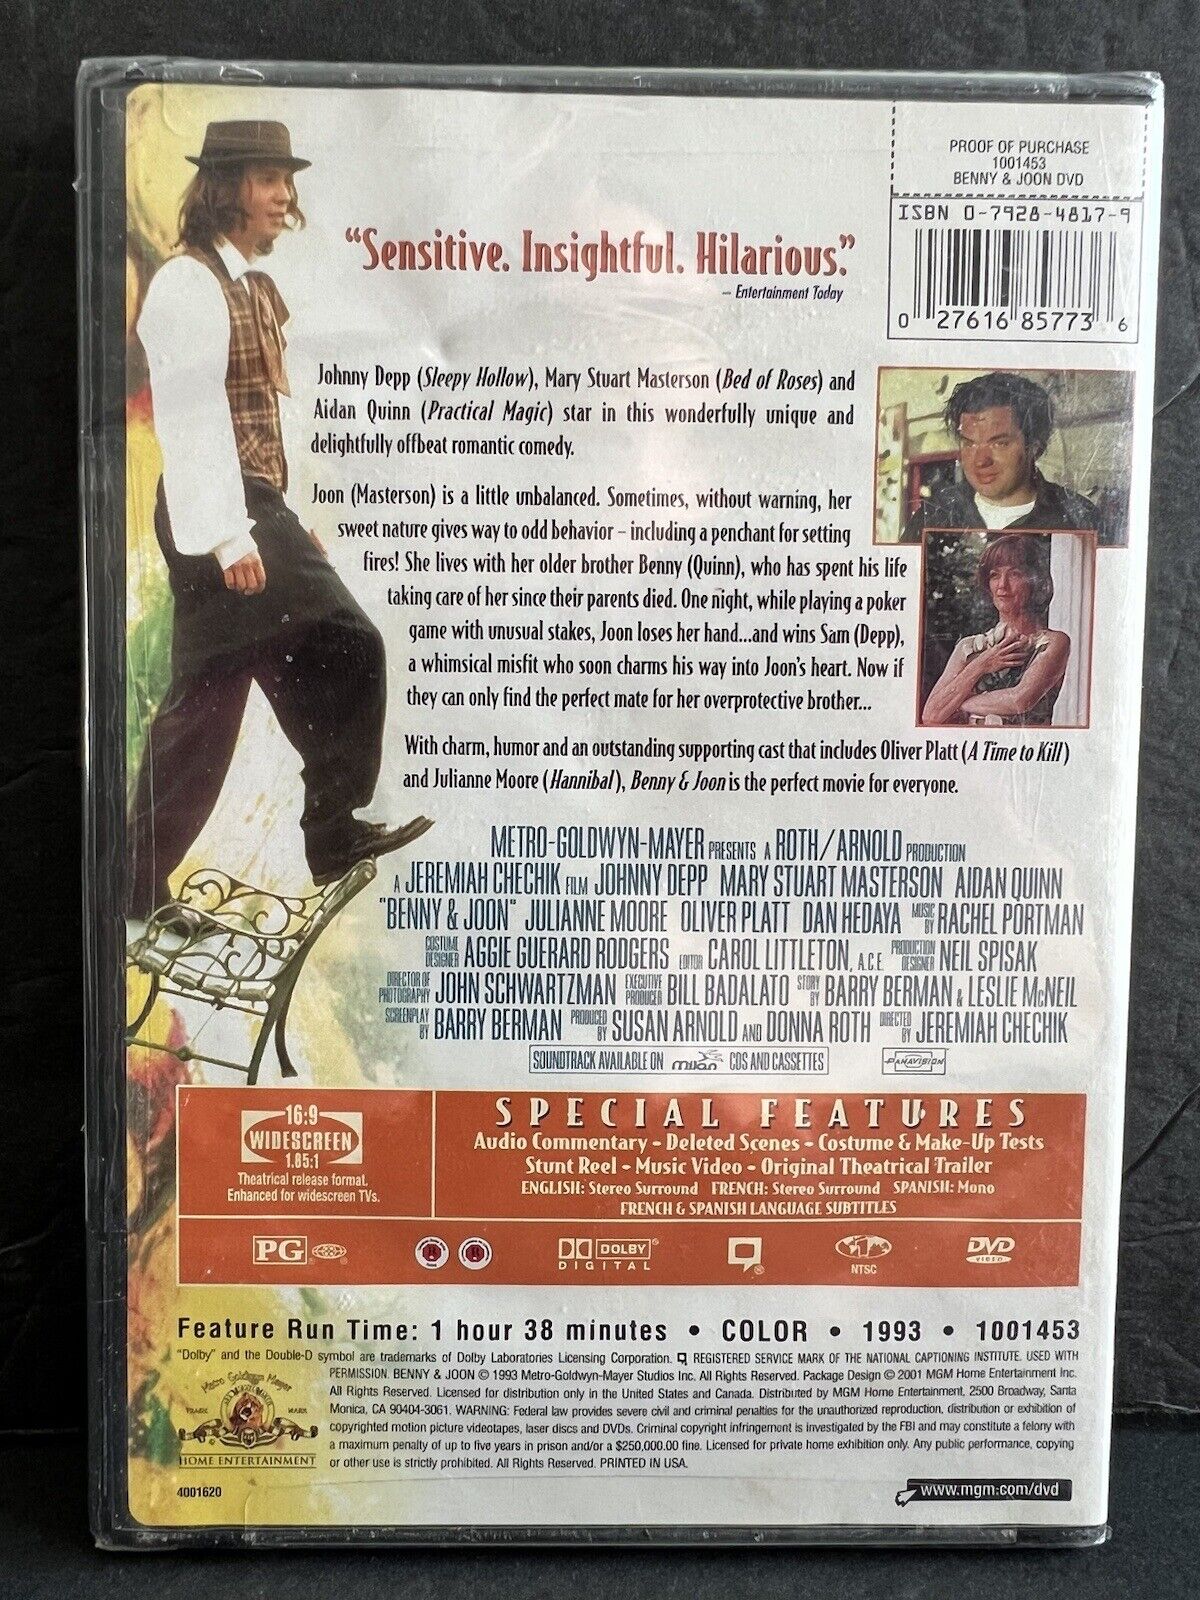 PROOF OF PURCHASE
1001453
BENNY & JOON DVD
ISBN 0-7928-4817-9
0 27616 85773 6
“Sensitive. Insightful. Hilarious.”
– Entertainment Today
Johnny Depp (Sleepy Hollow), Mary Stuart Masterson (Bed of Roses) and
Aidan Quinn (Practical Magic) star in this wonderfully unique and
delightfully offbeat romantic comedy.
Joon (Masterson) is a little unbalanced. Sometimes, without warning, her
sweet nature gives way to odd behavior – including a penchant for setting
fires! She lives with her older brother Benny (Quinn), who has spent his life
taking care of her since their parents died. One night, while playing a poker
game with unusual stakes, Joon loses her hand...and wins Sam (Depp),
a whimsical misfit who soon charms his way into Joon's heart. Now if
they can only find the perfect mate for her overprotective brother...
With charm, humor and an outstanding supporting cast that includes Oliver Platt (A Time to Kill)
and Julianne Moore (Hannibal), Benny & Joon is the perfect movie for everyone.
METRO-GOLDWYN-MAYER PRESENTS A ROTH/ARNOLD PRODUCTION
A JEREMIAH CHECHIK FILM JOHNNY DEPP MARY STUART MASTERSON AIDAN QUINN
"BENNY & JOON" JULIANNE MOORE OLIVER PLATT DAN HEDAYA MUSIC BY RACHEL PORTMAN
COSTUME DESIGNER AGGIE GUERARD RODGERS EDITOR CAROL LITTLETON, A.C.E. PRODUCTION DESIGNER NEIL SPISAK
DIRECTOR OF PHOTOGRAPHY JOHN SCHWARTZMAN EXECUTIVE PRODUCER BILL BADALATO STORY BY BARRY BERMAN & LESLIE McNEIL
SCREENPLAY BY BARRY BERMAN PRODUCED BY SUSAN ARNOLD AND DONNA ROTH DIRECTED BY JEREMIAH CHECHIK
SOUNDTRACK AVAILABLE ON milan CDS AND CASSETTES
PANAVISION
16:9
WIDESCREEN
1.85:1
Theatrical release format.
Enhanced for widescreen TVs.
SPECIAL FEATURES
Audio Commentary - Deleted Scenes - Costume & Make-Up Tests
Stunt Reel - Music Video - Original Theatrical Trailer
ENGLISH: Stereo Surround FRENCH: Stereo Surround SPANISH: Mono
FRENCH & SPANISH LANGUAGE SUBTITLES
PG
DOLBY
DIGITAL
NTSC
DVD
VIDEO
Feature Run Time: 1 hour 38 minutes • COLOR • 1993 • 1001453
"Dolby" and the Double-D symbol are trademarks of Dolby Laboratories Licensing Corporation. REGISTERED SERVICE MARK OF THE NATIONAL CAPTIONING INSTITUTE. USED WITH
PERMISSION. BENNY & JOON © 1993 Metro-Goldwyn-Mayer Studios Inc. All Rights Reserved. Package Design © 2001 MGM Home Entertainment Inc.
All Rights Reserved. Licensed for distribution only in the United States and Canada. Distributed by MGM Home Entertainment, 2500 Broadway, Santa
Monica, CA 90404-3061. WARNING: Federal law provides severe civil and criminal penalties for the unauthorized reproduction, distribution or exhibition of
copyrighted motion picture videotapes, laser discs and DVDs. Criminal copyright infringement is investigated by the FBI and may constitute a felony with
a maximum penalty of up to five years in prison and/or a $250,000.00 fine. Licensed for private home exhibition only. Any public performance, copying
or other use is strictly prohibited. All Rights Reserved. PRINTED IN USA.
Metro Goldwyn Mayer
TRADE MARK
HOME ENTERTAINMENT
4001620
www.mgm.com/dvd